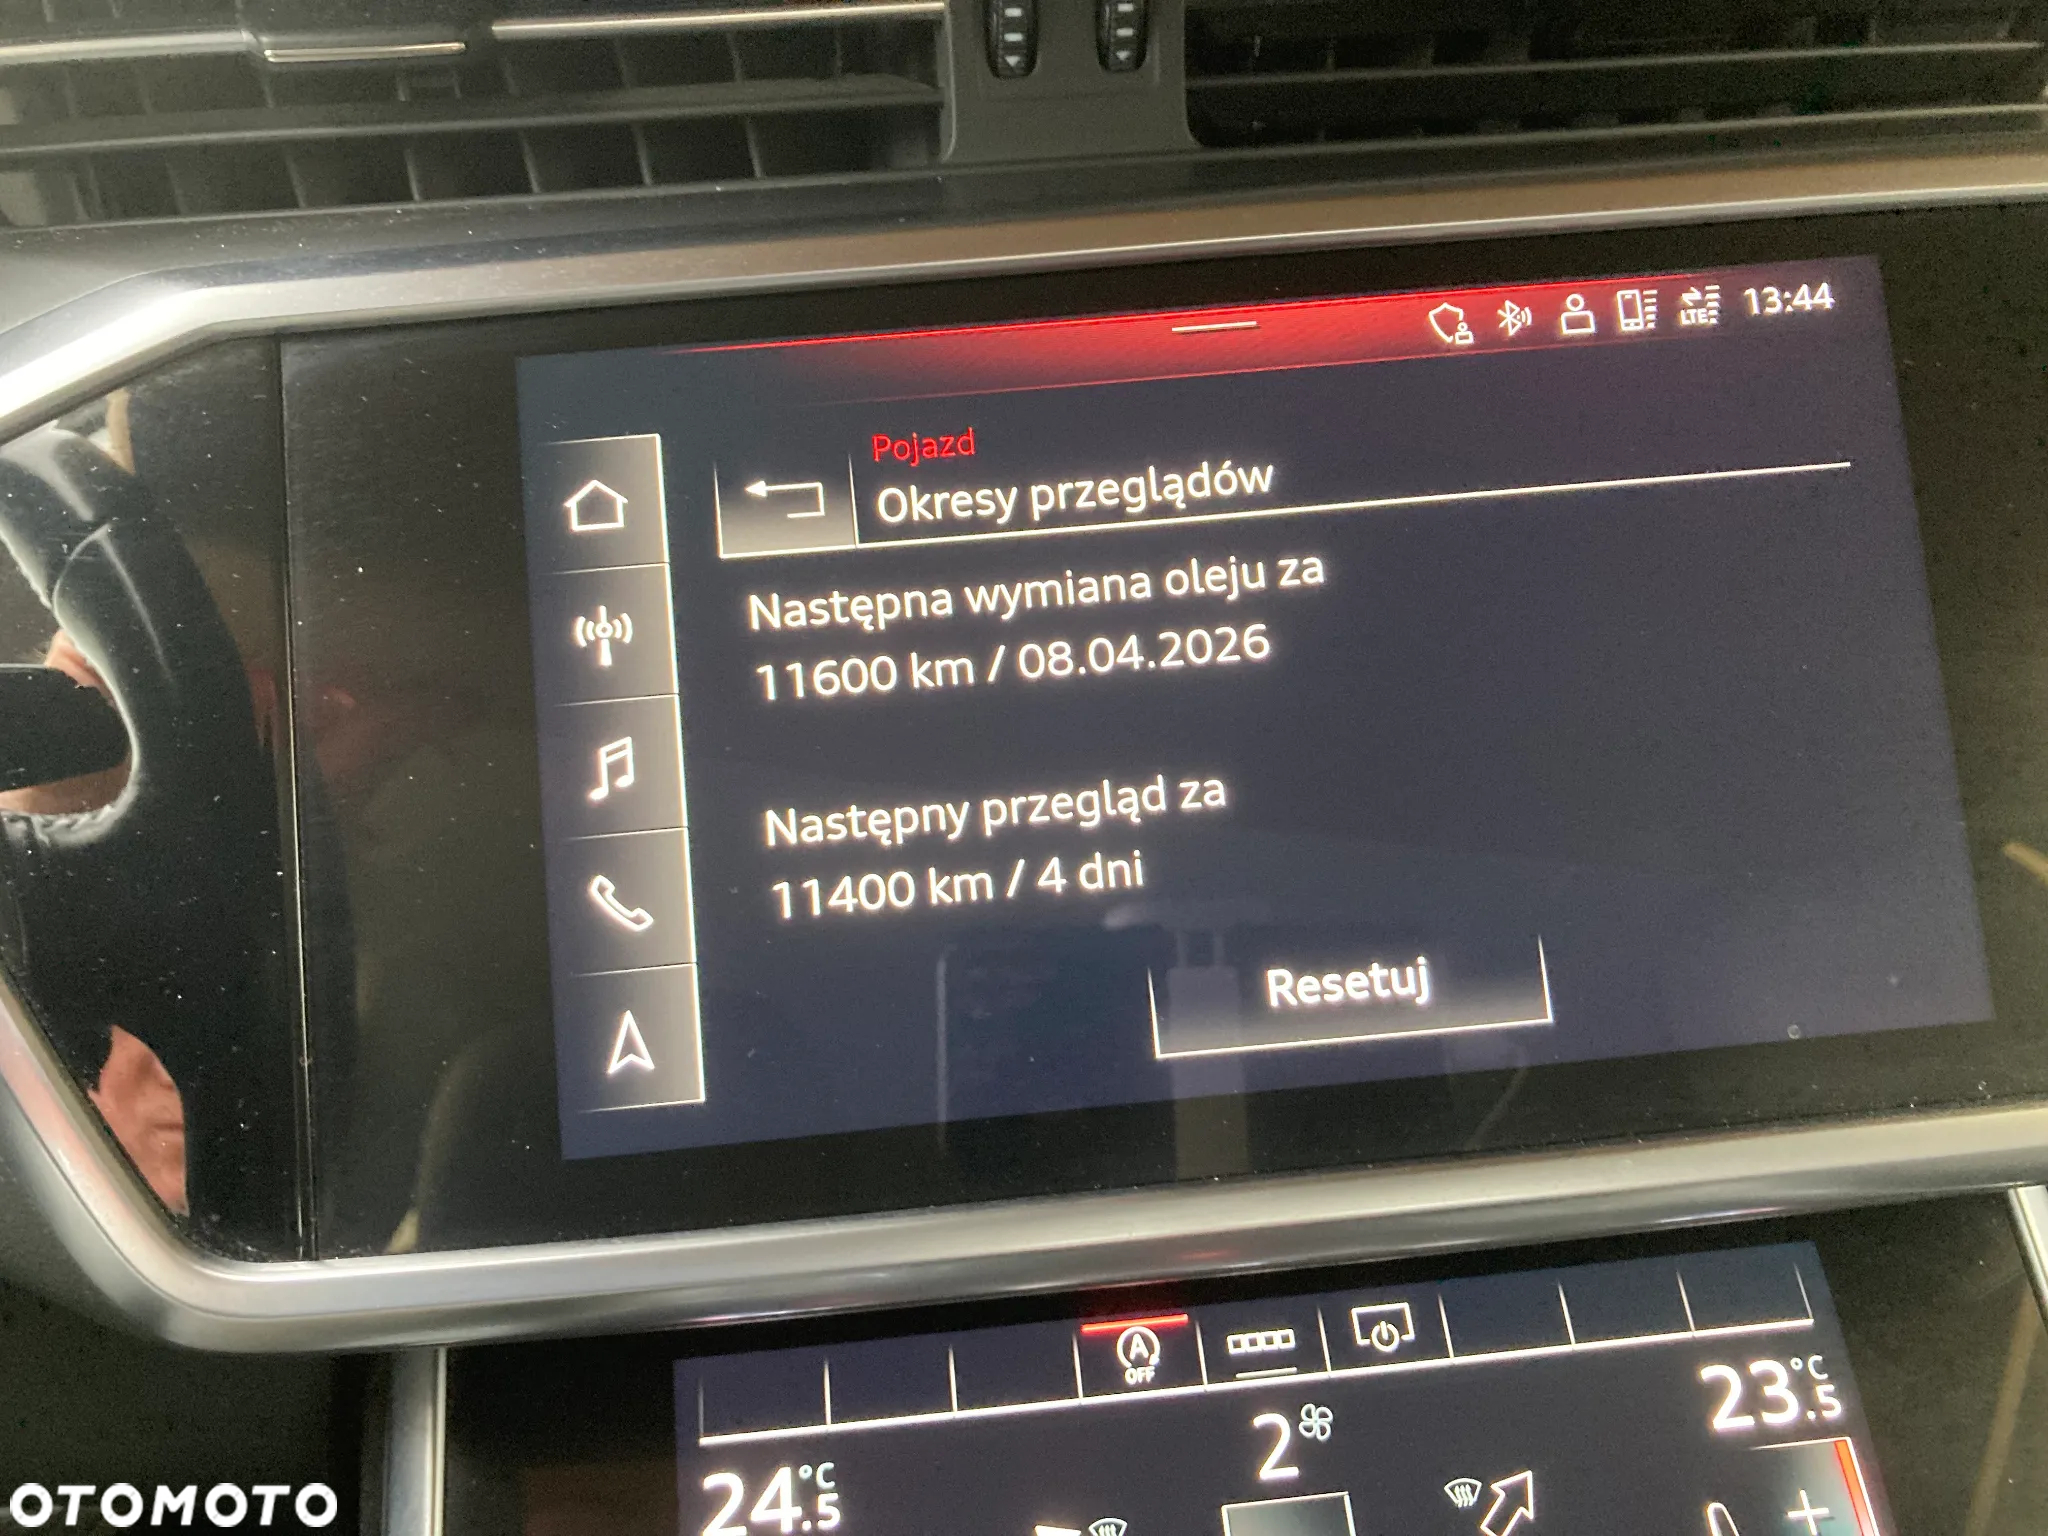 LTE 13:44
Pojazd
Okresy przeglądów
Następna wymiana oleju za
11600 km / 08.04.2026
Następny przegląd za
11400 km / 4 dni
Resetuj
A
OFF
2
23.5 °C
24.5 °C
+
OTOMOTO